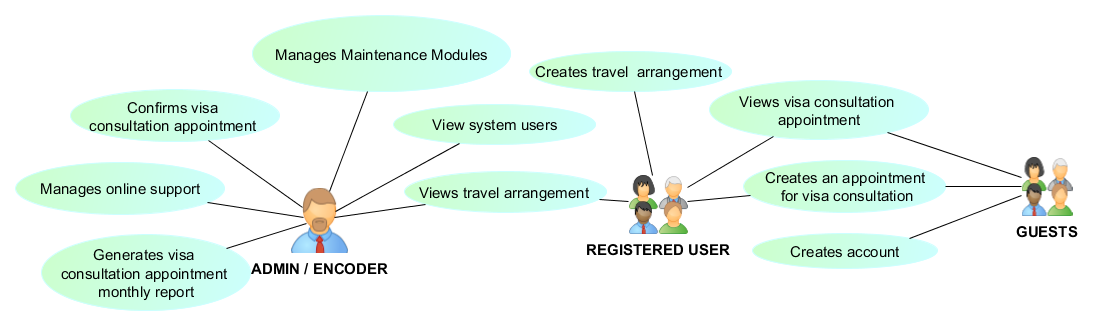 Manages Maintenance Modules
Creates travel  arrangement
Confirms visa
consultation appointment
Views visa consultation
appointment
View system users
Manages online support
Views travel arrangement
Creates an appointment
for visa consultation
GUESTS
REGISTERED USER
Creates account
Generates visa
consultation appointment
monthly report
ADMIN / ENCODER